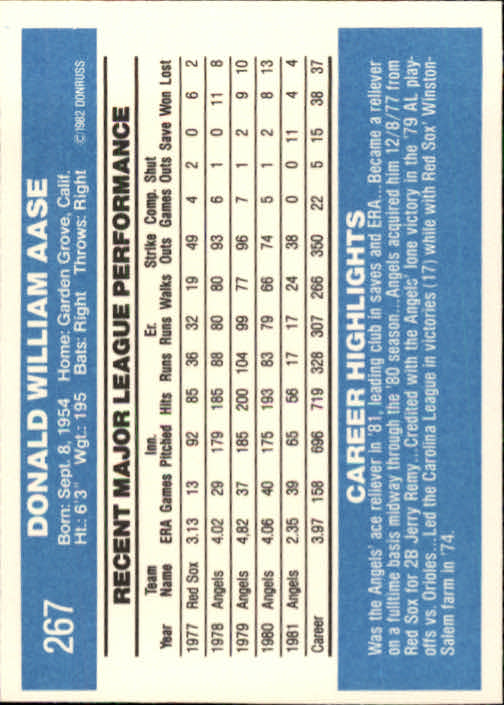 267
DONALD WILLIAM AASE
Born: Sept. 8, 1954 Home: Garden Grove, Calif.
Ht.: 6'3" Wgt.: 195 Bats: Right Throws: Right
©1982 DONRUSS
RECENT MAJOR LEAGUE PERFORMANCE
Team Inn. Er. Strike Comp. Shut
Year Name ERA Games Pitched Hits Runs Runs Walks Outs Games Outs Save Won Lost
1977 Red Sox 3.13 13 92 85 36 32 19 49 4 2 0 6 2
1978 Angels 4.02 29 179 185 88 80 80 93 6 1 0 11 8
1979 Angels 4.82 37 185 200 104 99 77 96 7 1 2 9 10
1980 Angels 4.06 40 175 193 83 79 66 74 5 1 2 8 13
1981 Angels 2.35 39 65 56 17 17 24 38 0 0 11 4 4
Career 3.97 158 696 719 328 307 266 350 22 5 15 38 37
CAREER HIGHLIGHTS
Was the Angels' ace reliever in '81, leading club in saves and ERA...Became a reliever
on a fulltime basis midway through the '80 season...Angels acquired him 12/8/77 from
Red Sox for 2B Jerry Remy...Credited with the Angels' lone victory in the '79 AL play-
offs vs. Orioles...Led the Carolina League in victories (17) while with Red Sox' Winston-
Salem farm in '74.